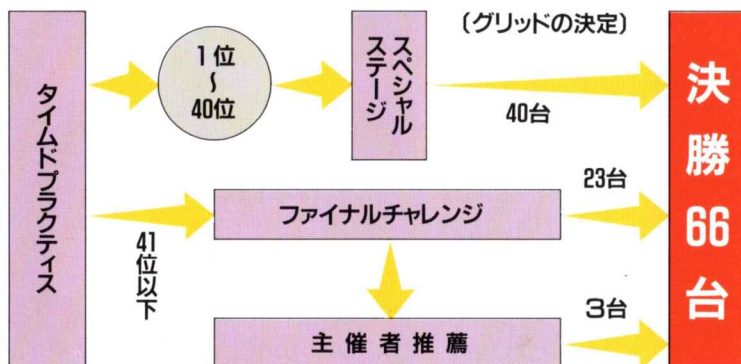 タイムドプラクティス
1位
〜
40位
スペシャル
ステージ
〔グリッドの決定〕
40台
41
位
以
下
ファイナルチャレンジ
23台
主催者推薦
3台
決勝66台